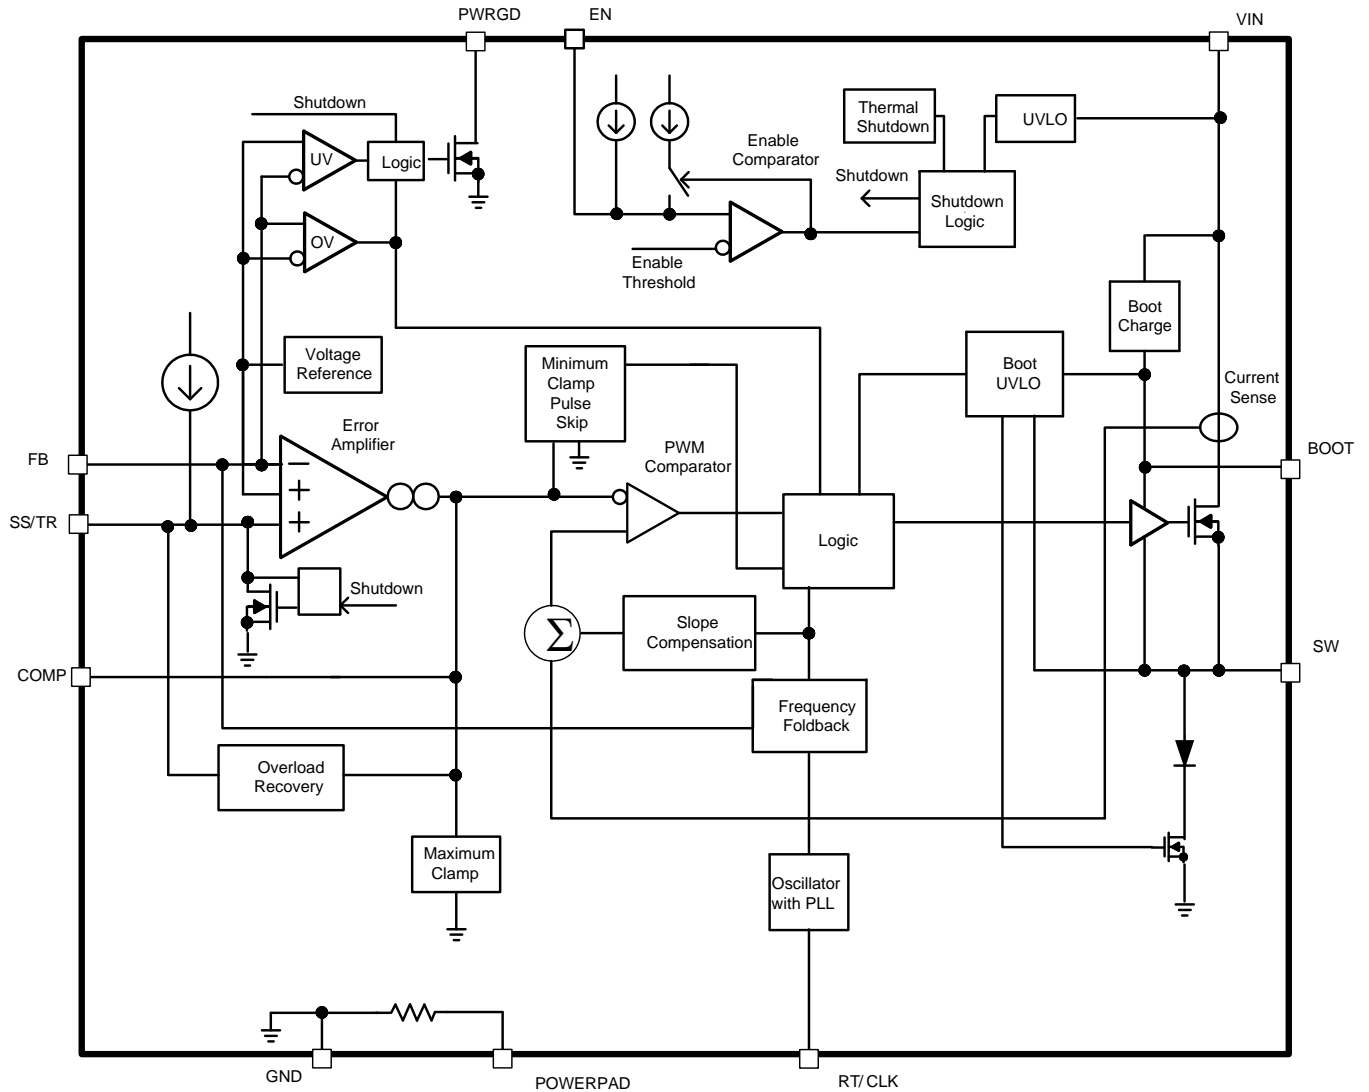 PWRGD
EN
VIN
Shutdown
UV
Logic
OV
Enable
Comparator
Thermal
Shutdown
UVLO
Shutdown
Shutdown
Logic
Enable
Threshold
Boot
Charge
Voltage
Reference
Minimum
Clamp
Pulse
Skip
Boot
UVLO
Current
Sense
Error
Amplifier
PWM
Comparator
FB
BOOT
SS/TR
Logic
−
+
+
Shutdown
Σ
Slope
Compensation
SW
COMP
Frequency
Foldback
Overload
Recovery
Maximum
Clamp
Oscillator
with PLL
GND
POWERPAD
RT/CLK